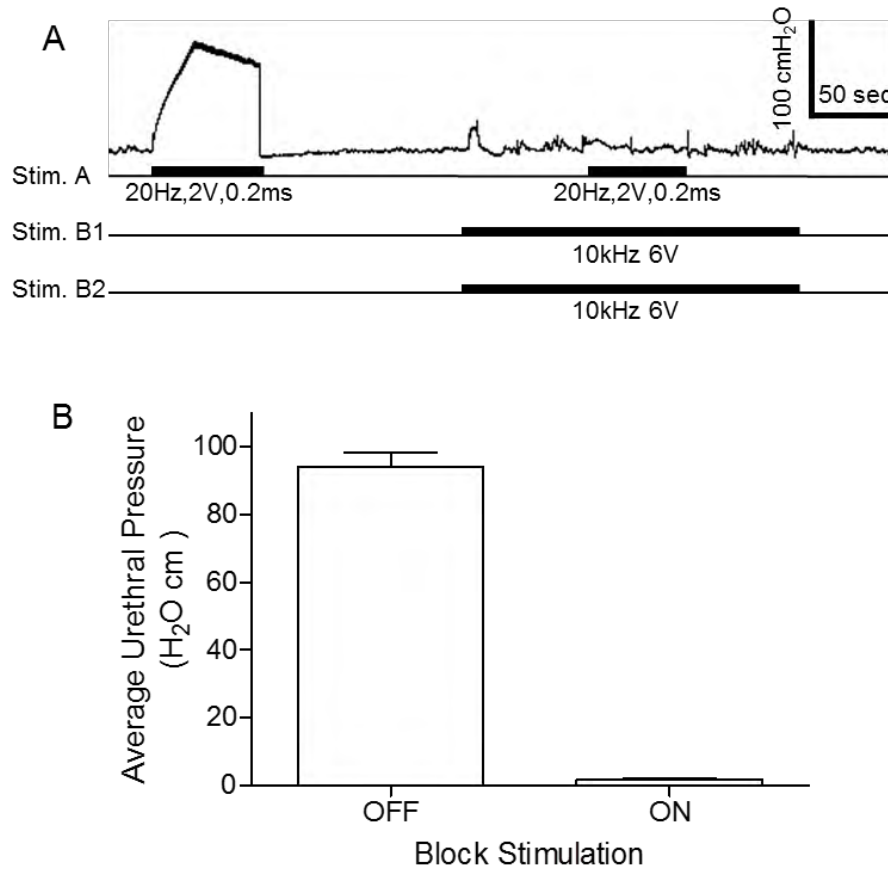 A
100 cmH₂O
50 sec
Stim. A
20Hz,2V,0.2ms
20Hz,2V,0.2ms
Stim. B1
10kHz 6V
Stim. B2
10kHz 6V
B
Average Urethral Pressure
(H₂O cm )
100
80
60
40
20
0
OFF
ON
Block Stimulation